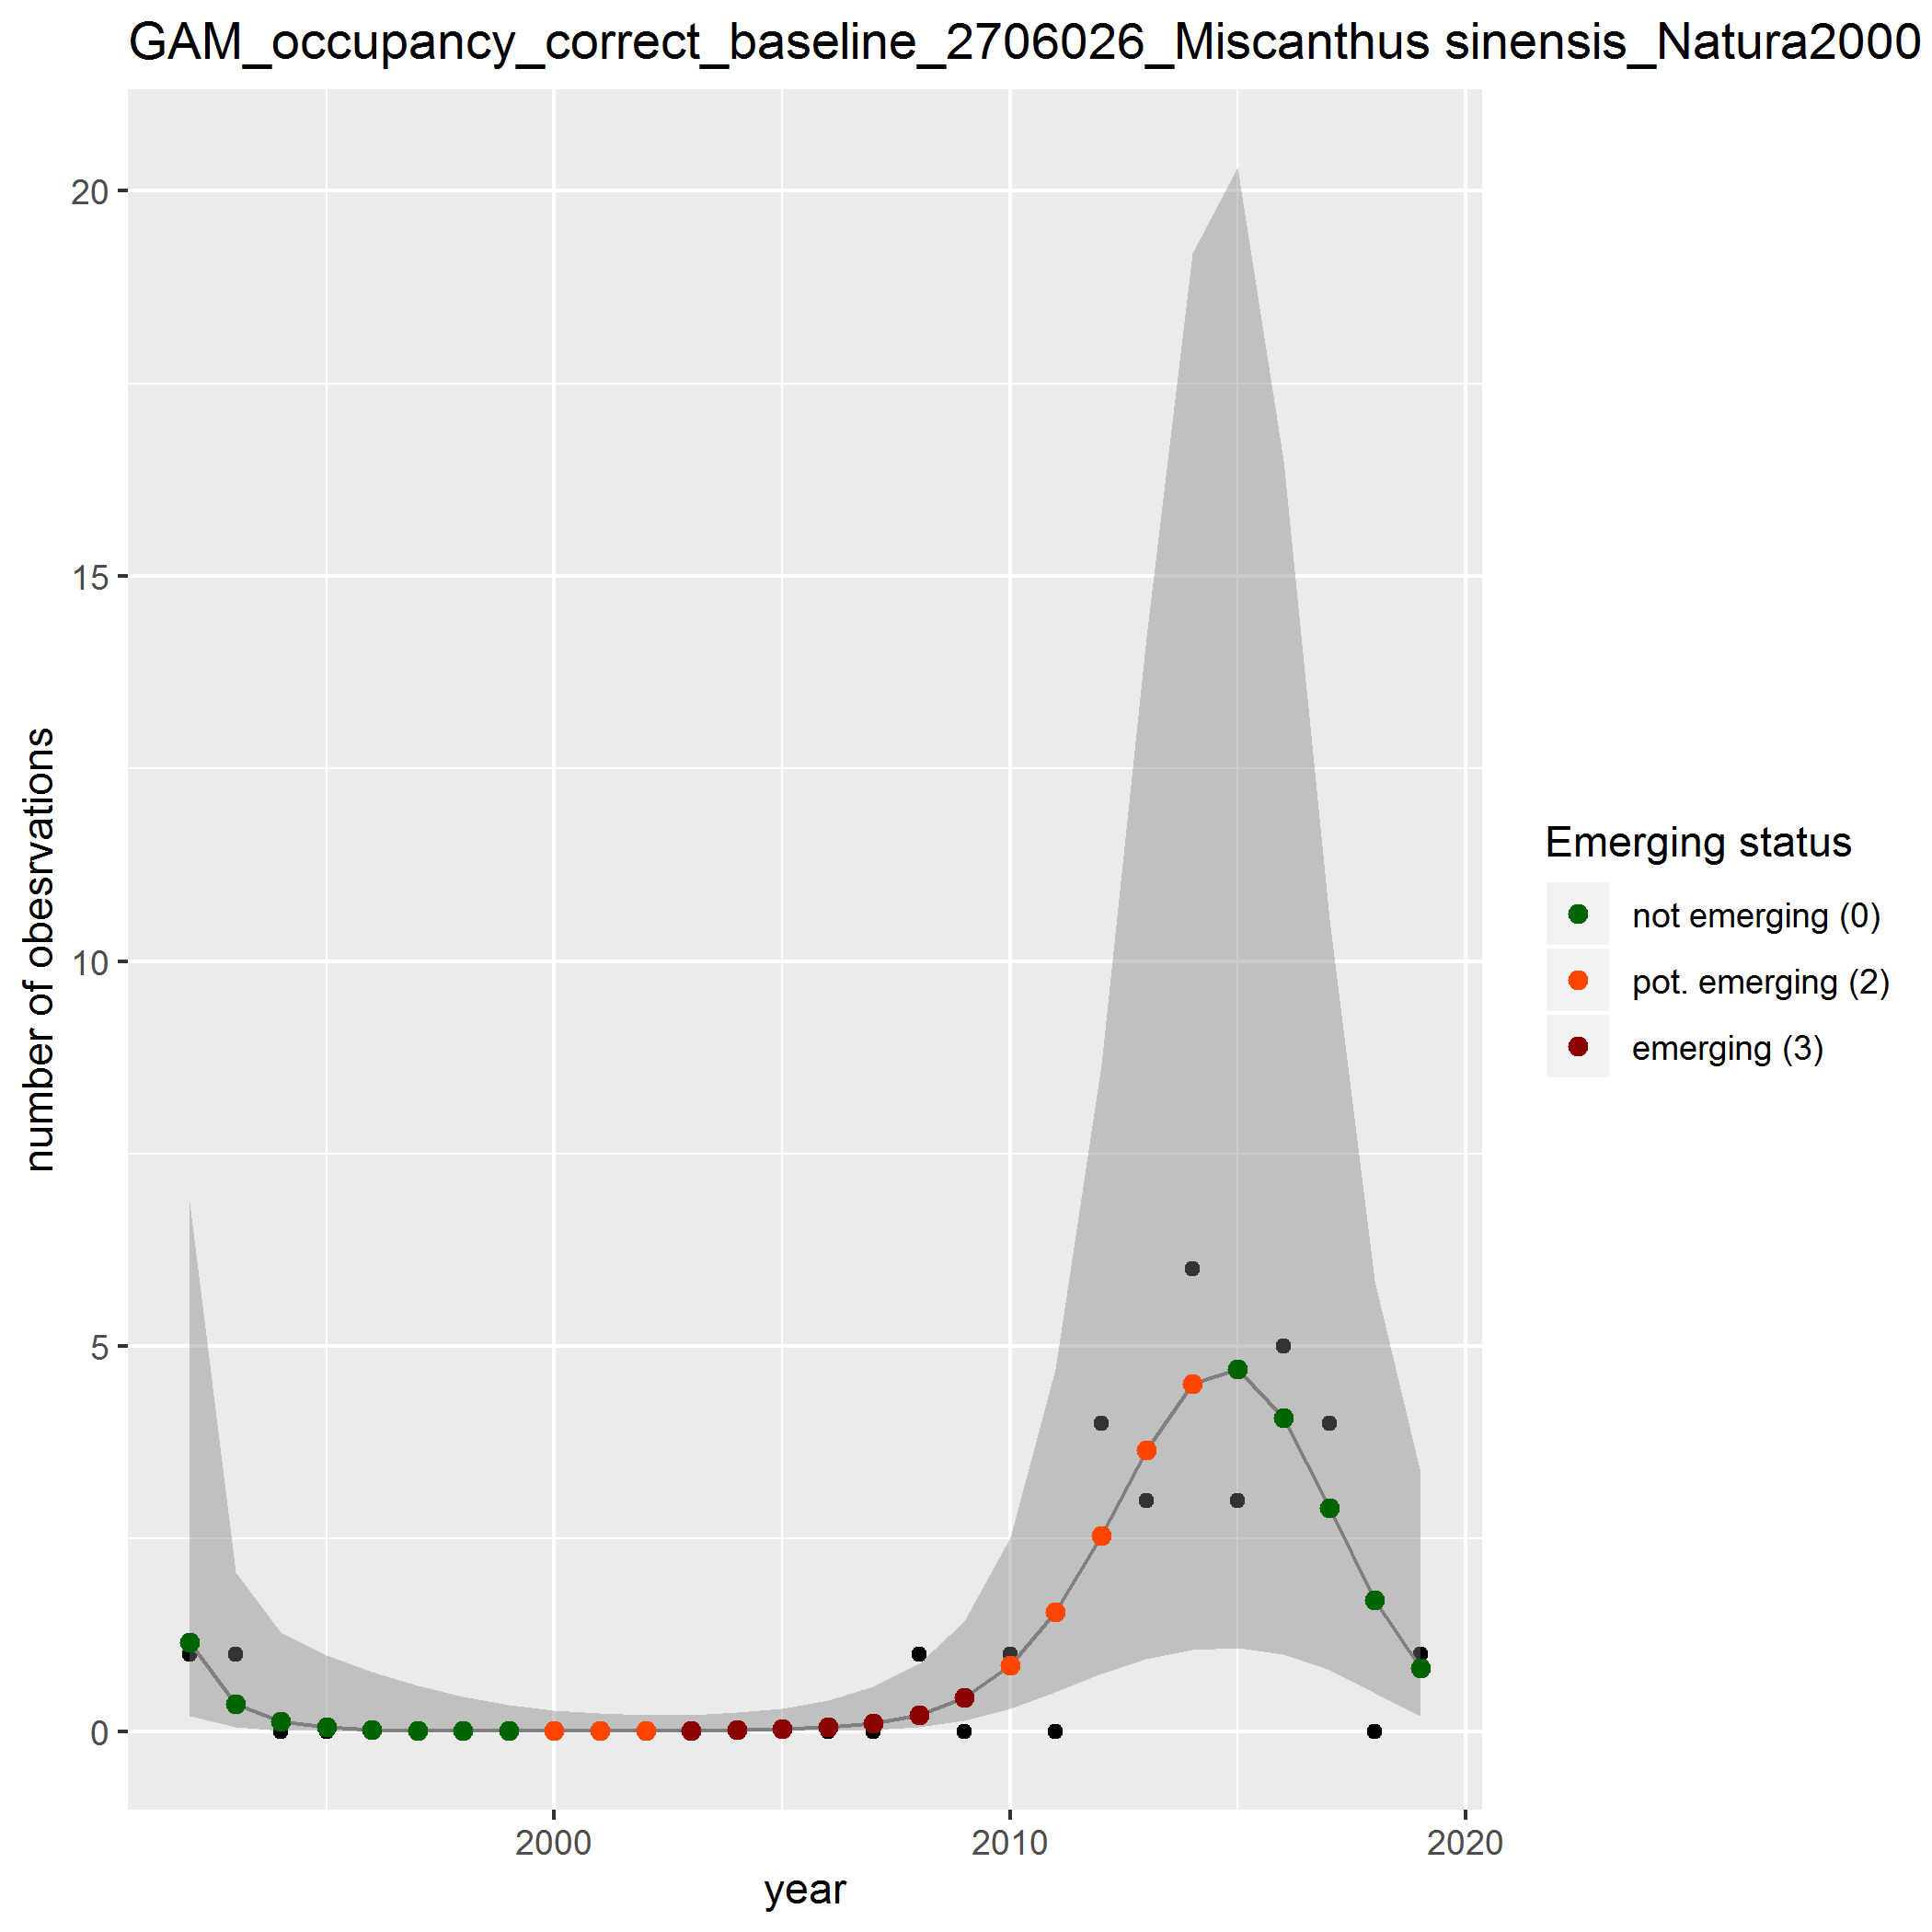 GAM_occupancy_correct_baseline_2706026_Miscanthus sinensis_Natura2000
20
15
10
5
0
number of obesrvations
2000
2010
2020
year
Emerging status
not emerging (0)
pot. emerging (2)
emerging (3)